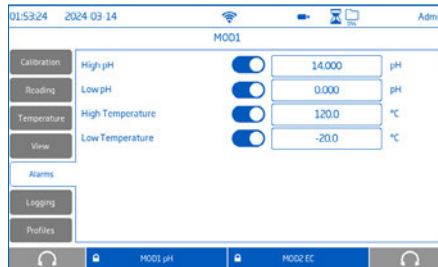 01:53:24 2024-03-14 0% Admi
MOD1
Calibration
Reading
Temperature
View
Alarms
Logging
Profiles
High pH 14.000 pH
Low pH 0.000 pH
High Temperature 120.0 °C
Low Temperature -20.0 °C
MOD1 pH MOD2 EC